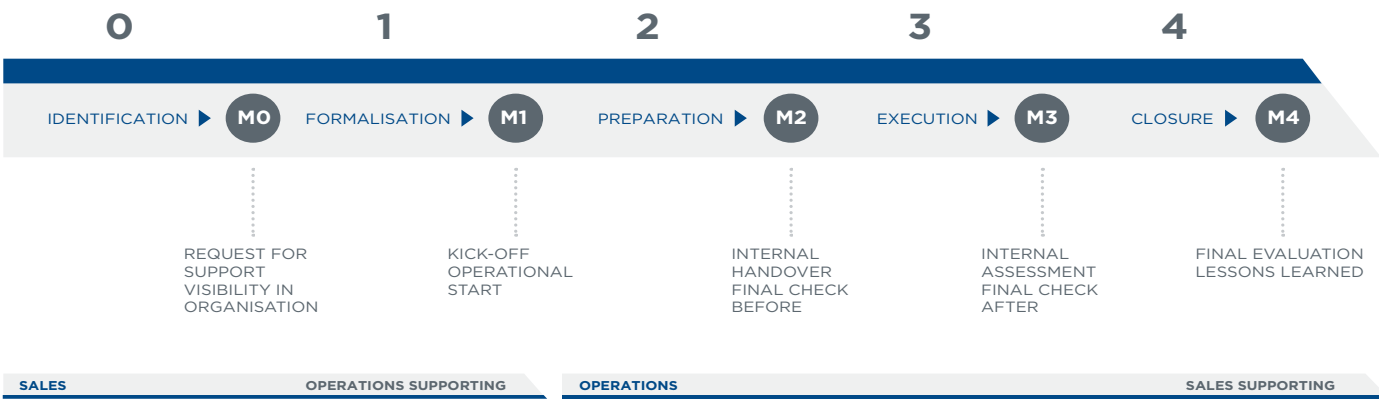 0 1 2 3 4
IDENTIFICATION M0 FORMALISATION M1 PREPARATION M2 EXECUTION M3 CLOSURE M4
REQUEST FOR
SUPPORT
VISIBILITY IN
ORGANISATION
KICK-OFF
OPERATIONAL
START
INTERNAL
HANDOVER
FINAL CHECK
BEFORE
INTERNAL
ASSESSMENT
FINAL CHECK
AFTER
FINAL EVALUATION
LESSONS LEARNED
SALES OPERATIONS SUPPORTING OPERATIONS SALES SUPPORTING